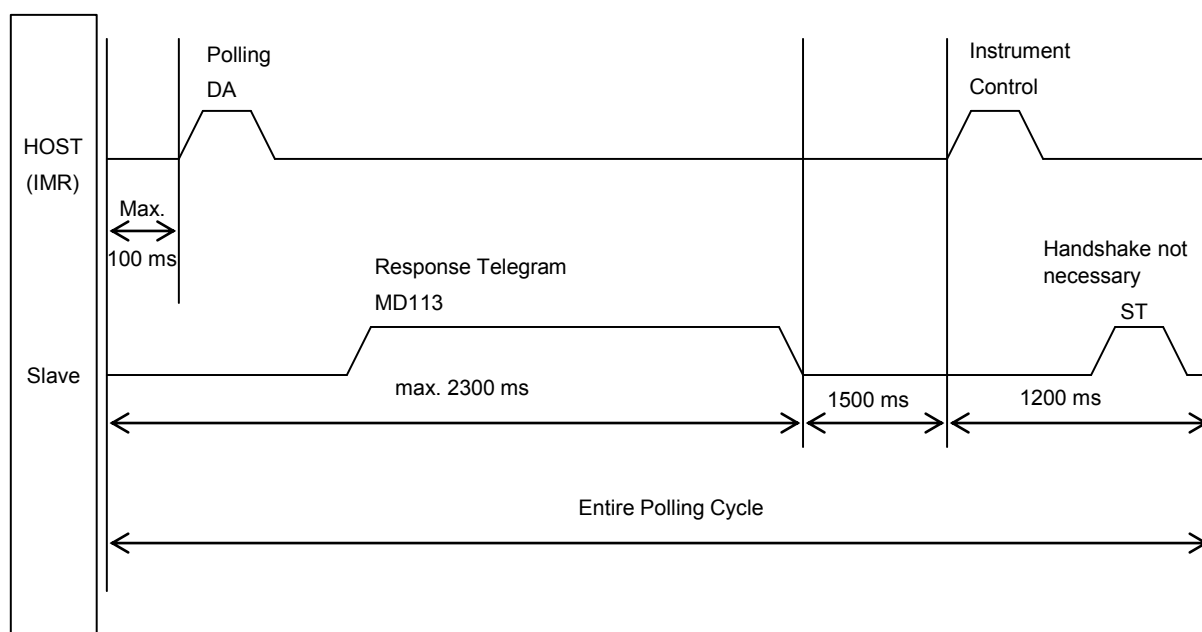 Polling
DA
Instrument
Control
HOST
(IMR)
Max.
100 ms
Response Telegram
MD113
Handshake not
necessary
ST
Slave
max. 2300 ms
1500 ms
1200 ms
Entire Polling Cycle